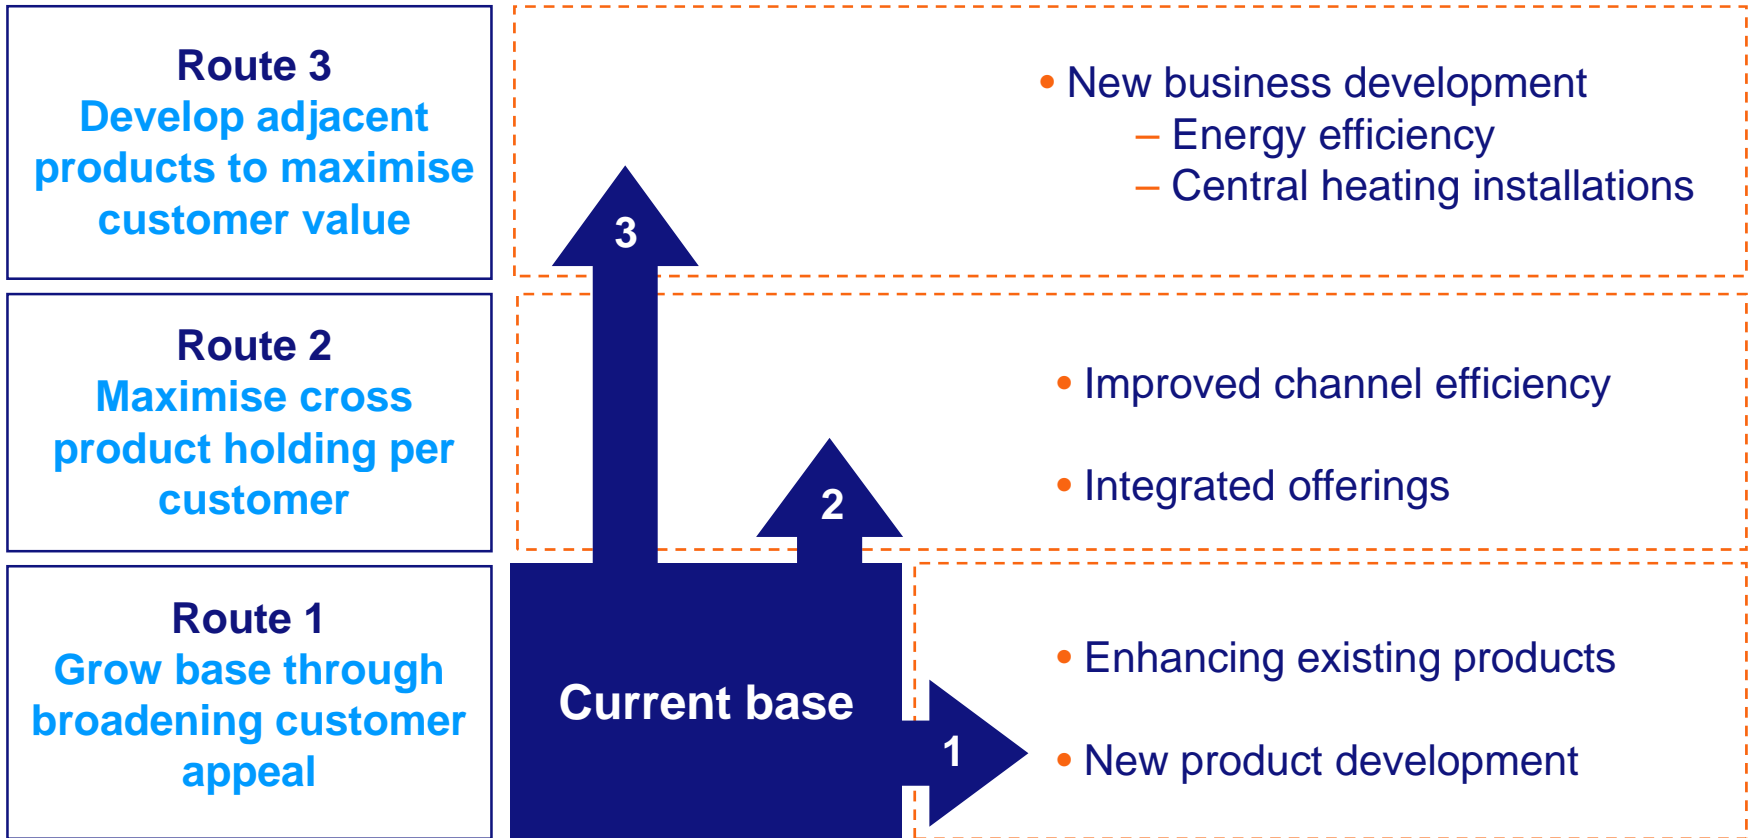 Route 3
Develop adjacent
products to maximise
customer value
3
• New business development
– Energy efficiency
– Central heating installations
Route 2
Maximise cross
product holding per
customer
2
• Improved channel efficiency
• Integrated offerings
Route 1
Grow base through
broadening customer
appeal
Current base
1
• Enhancing existing products
• New product development